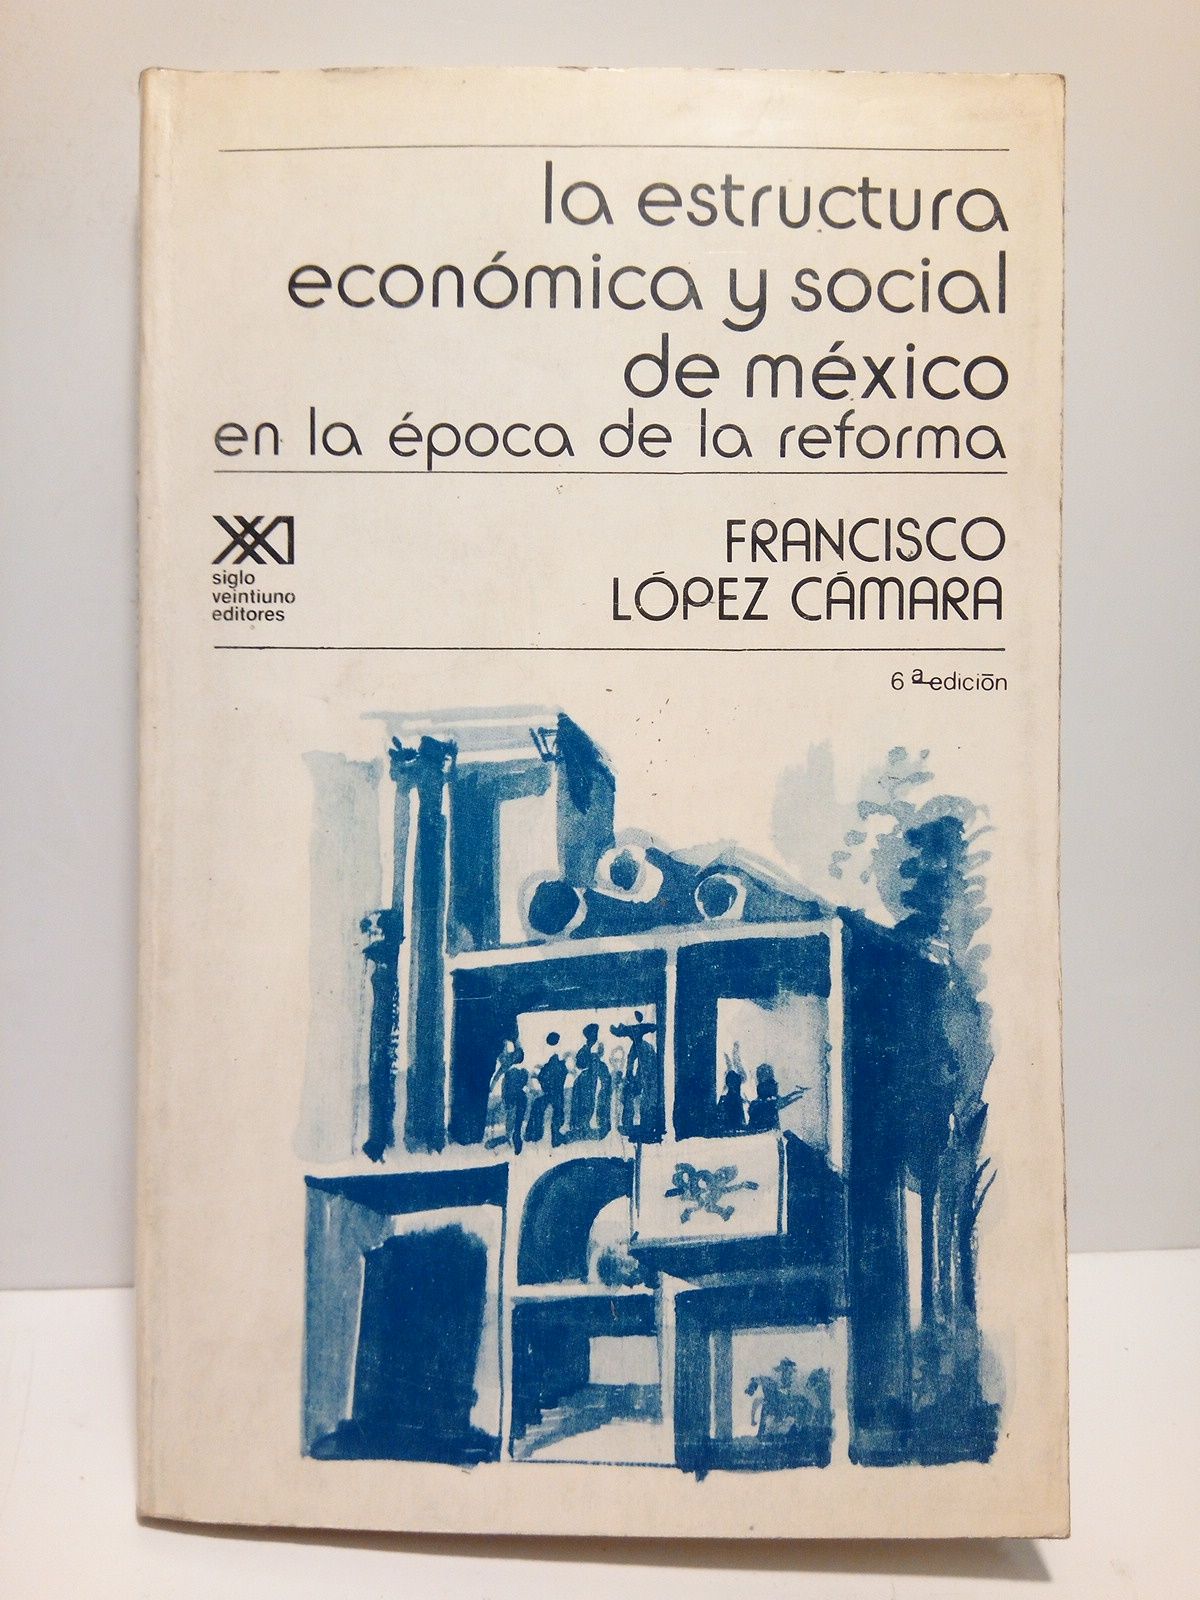 la estructura
económica y social
de méxico
en la época de la reforma
XXI
siglo
veintiuno
editores
FRANCISCO
LÓPEZ CÁMARA
6ª edición